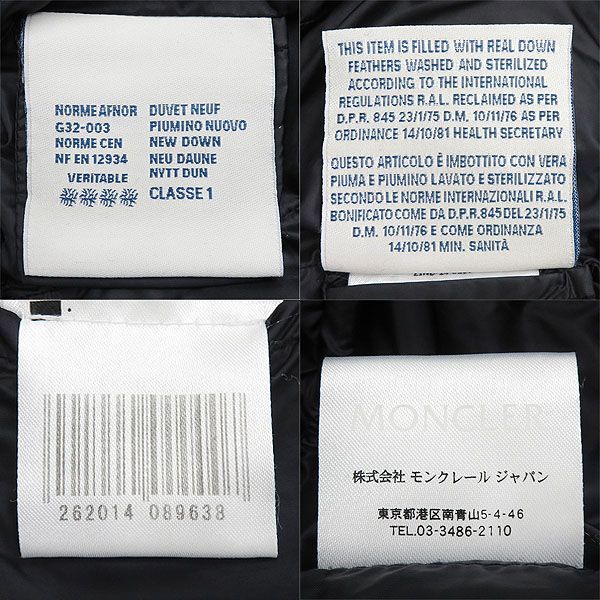 NORME AFNOR DUVET NEUF
G32-003 PIUMINO NUOVO
NORME CEN NEW DOWN
NF EN 12934 NEU DAUNE
VERITABLE NYTT DUN
CLASSE 1
THIS ITEM IS FILLED WITH REAL DOWN
FEATHERS WASHED AND STERILIZED
ACCORDING TO THE INTERNATIONAL
REGULATIONS R.A.L. RECLAIMED AS PER
D.P.R. 845 23/1/75 D.M. 10/11/76 AS PER
ORDINANCE 14/10/81 HEALTH SECRETARY
QUESTO ARTICOLO È IMBOTTITO CON VERA
PIUMA E PIUMINO LAVATO E STERILIZZATO
SECONDO LE NORME INTERNAZIONALI R.A.L.
BONIFICATO COME DA D.P.R. 845 DEL 23/1/75
D.M. 10/11/76 E COME ORDINANZA
14/10/81 MIN. SANITÀ
262014 089638
MONCLER
株式会社 モンクレール ジャパン
東京都港区南青山5-4-46
TEL.03-3486-2110